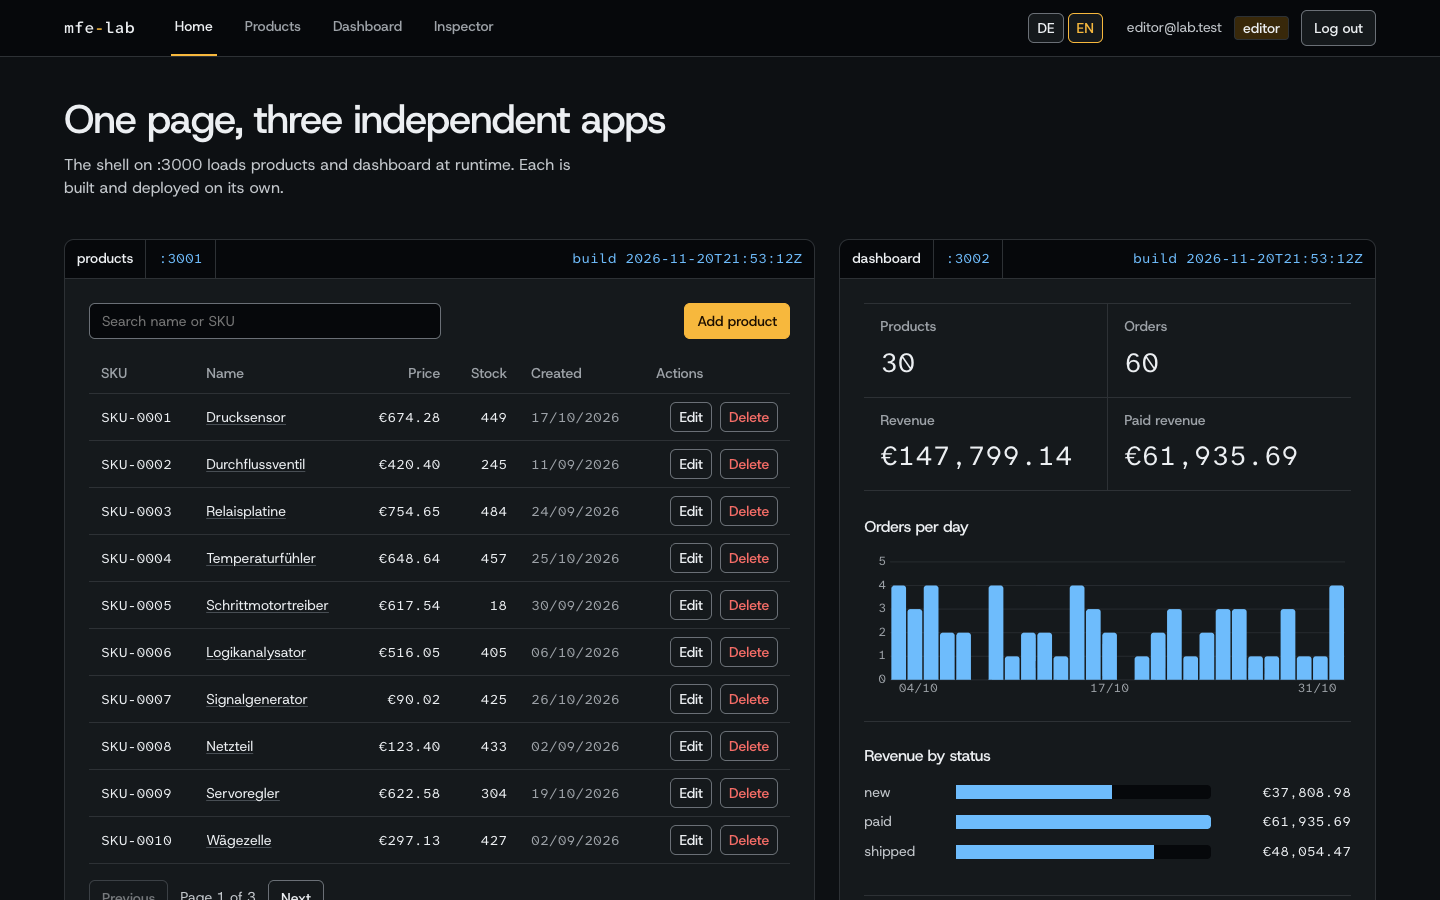 mfe-lab Home Products Dashboard Inspector DE EN editor@lab.test editor Log out
One page, three independent apps
The shell on :3000 loads products and dashboard at runtime. Each is
built and deployed on its own.
products :3001 build 2026-11-20T21:53:12Z
Search name or SKU Add product
SKU Name Price Stock Created Actions
SKU-0001 Drucksensor €674.28 449 17/10/2026 Edit Delete
SKU-0002 Durchflussventil €420.40 245 11/09/2026 Edit Delete
SKU-0003 Relaisplatine €754.65 484 24/09/2026 Edit Delete
SKU-0004 Temperaturfühler €648.64 457 25/10/2026 Edit Delete
SKU-0005 Schrittmotortreiber €617.54 18 30/09/2026 Edit Delete
SKU-0006 Logikanalysator €516.05 405 06/10/2026 Edit Delete
SKU-0007 Signalgenerator €90.02 425 26/10/2026 Edit Delete
SKU-0008 Netzteil €123.40 433 02/09/2026 Edit Delete
SKU-0009 Servoregler €622.58 304 19/10/2026 Edit Delete
SKU-0010 Wägezelle €297.13 427 02/09/2026 Edit Delete
Previous Page 1 of 3 Next
dashboard :3002 build 2026-11-20T21:53:12Z
Products Orders
30 60
Revenue Paid revenue
€147,799.14 €61,935.69
Orders per day
5
4
3
2
1
0
04/10 17/10 31/10
Revenue by status
new €37,808.98
paid €61,935.69
shipped €48,054.47